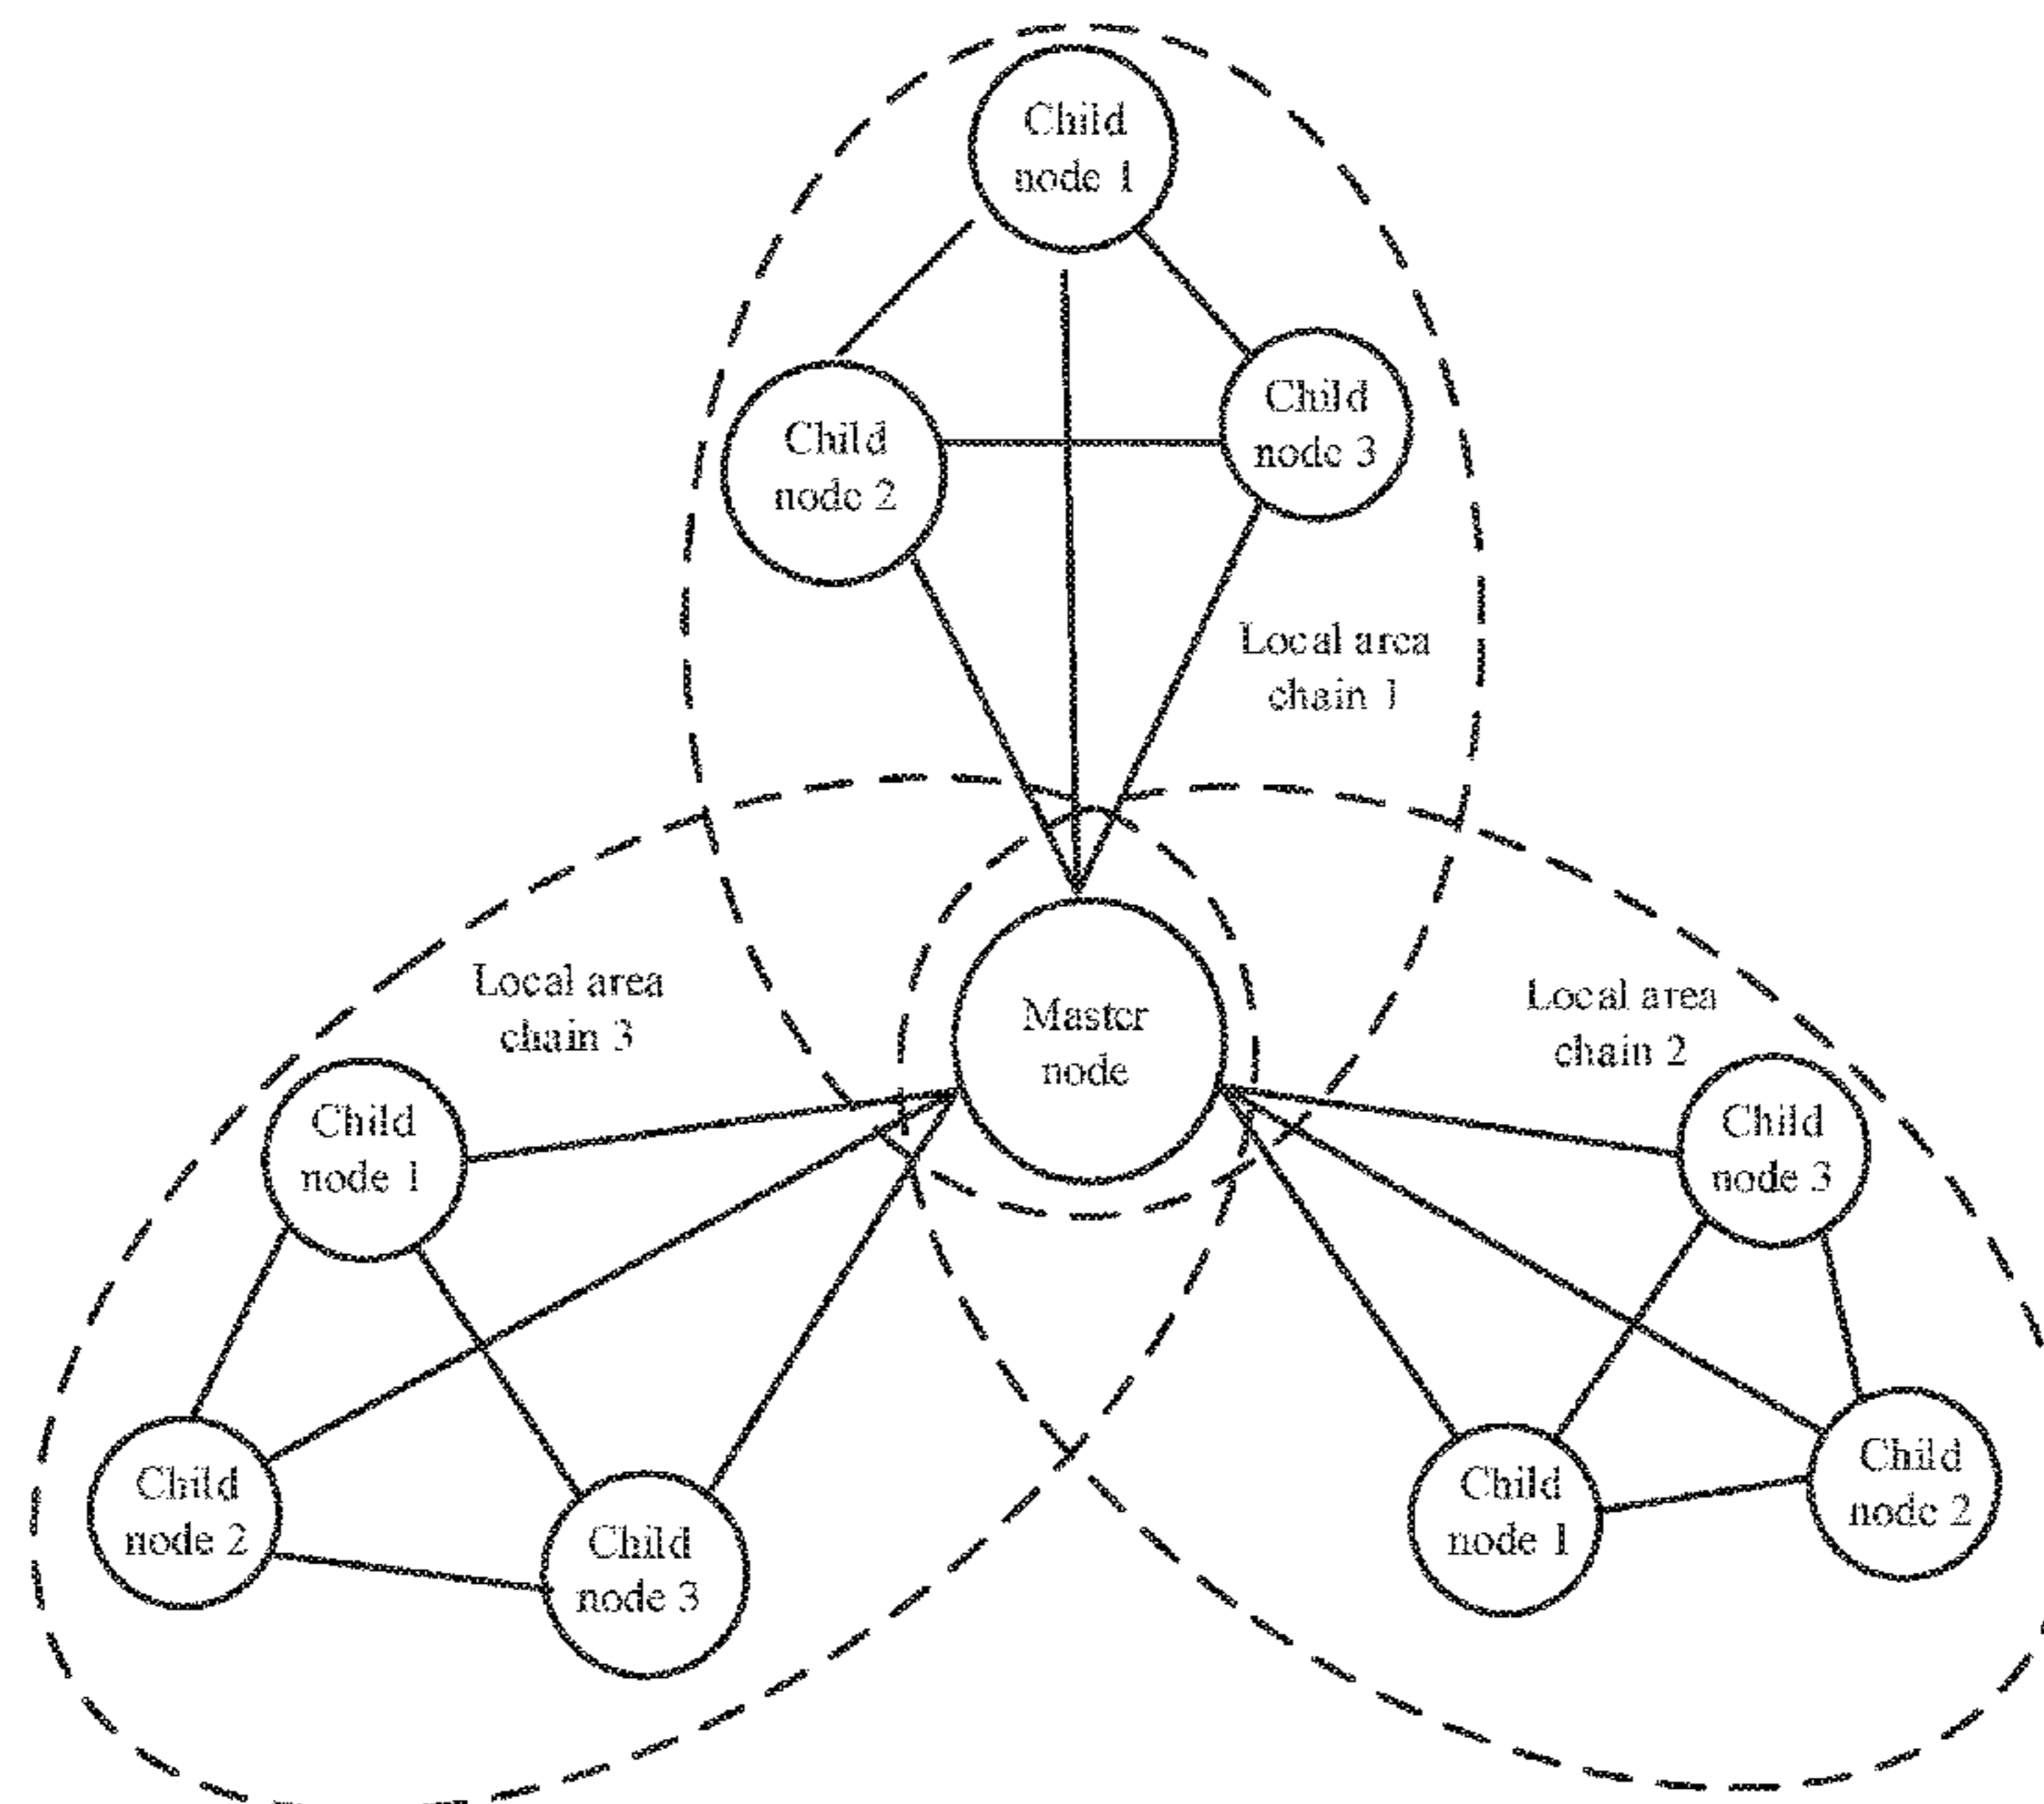 Child
node 1
Child
node 2
Child
node 3
Local area
chain 1
Local area
chain 3
Master
node
Local area
chain 2
Child
node 1
Child
node 3
Child
node 2
Child
node 3
Child
node 1
Child
node 2